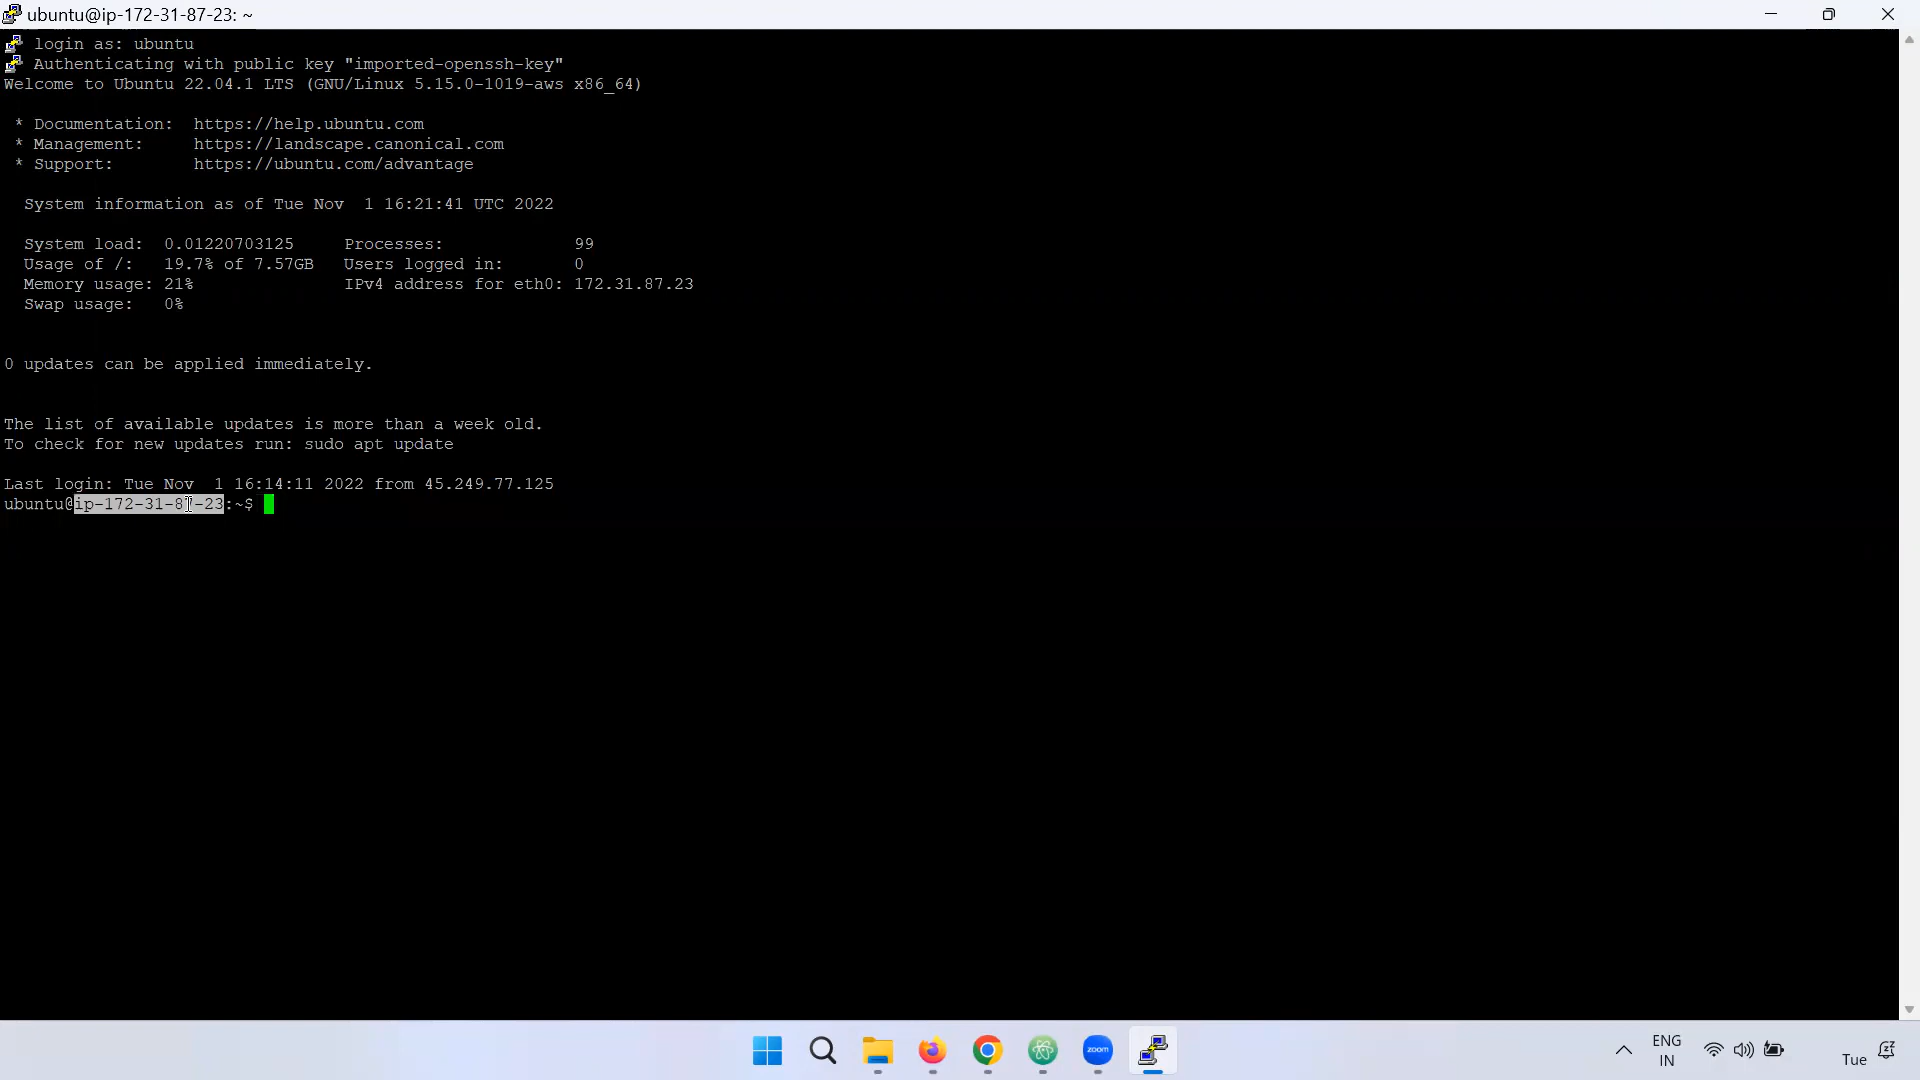 ubuntu@ip-172-31-87-23: ~
login as: ubuntu
Authenticating with public key "imported-openssh-key"
Welcome to Ubuntu 22.04.1 LTS (GNU/Linux 5.15.0-1019-aws x86_64)
* Documentation:  https://help.ubuntu.com
* Management:     https://landscape.canonical.com
* Support:        https://ubuntu.com/advantage
System information as of Tue Nov  1 16:21:41 UTC 2022
System load:  0.01220703125     Processes:             99
Usage of /:   19.7% of 7.57GB   Users logged in:       0
Memory usage: 21%               IPv4 address for eth0: 172.31.87.23
Swap usage:   0%
0 updates can be applied immediately.
The list of available updates is more than a week old.
To check for new updates run: sudo apt update
Last login: Tue Nov  1 16:14:11 2022 from 45.249.77.125
ubuntu@ip-172-31-87-23:~$
zoom
ENG
IN
Tue